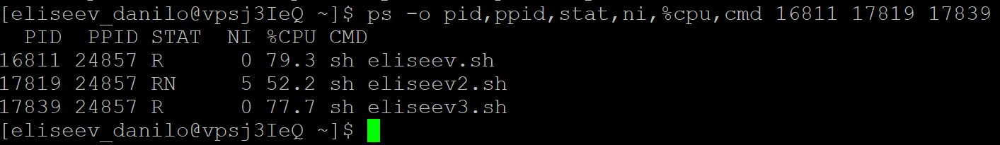 [eliseev_danilo@vpsj3IeQ ~]$ ps -o pid,ppid,stat,ni,%cpu,cmd 16811 17819 17839
  PID  PPID STAT  NI %CPU CMD
16811 24857 R      0 79.3 sh eliseev.sh
17819 24857 RN     5 52.2 sh eliseev2.sh
17839 24857 R      0 77.7 sh eliseev3.sh
[eliseev_danilo@vpsj3IeQ ~]$